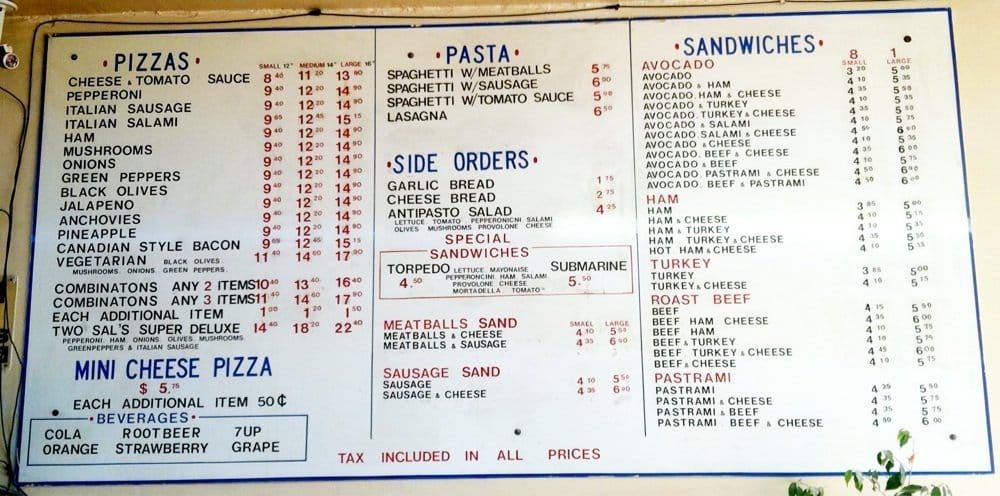 • PIZZAS •
SMALL 12" MEDIUM 14" LARGE 16"
CHEESE & TOMATO SAUCE 8 40 11 20 13 90
PEPPERONI 9 40 12 20 14 90
ITALIAN SAUSAGE 9 40 12 20 14 90
ITALIAN SALAMI 9 65 12 45 15 15
HAM 9 40 12 20 14 90
MUSHROOMS 9 40 12 20 14 90
ONIONS 9 40 12 20 14 90
GREEN PEPPERS 9 40 12 20 14 90
BLACK OLIVES 9 40 12 20 14 90
JALAPENO 9 40 12 20 14 90
ANCHOVIES 9 40 12 20 14 90
PINEAPPLE 9 40 12 20 14 90
CANADIAN STYLE BACON 9 65 12 45 15 15
VEGETARIAN BLACK OLIVES 11 40 14 60 17 90
MUSHROOMS. ONIONS. GREEN PEPPERS.
COMBINATONS ANY 2 ITEMS 10 40 13 40 16 40
COMBINATONS ANY 3 ITEMS 11 40 14 60 17 90
EACH ADDITIONAL ITEM 1 00 1 20 1 50
TWO SAL'S SUPER DELUXE 14 40 18 20 22 40
PEPPERONI. HAM. ONIONS. OLIVES. MUSHROOMS.
GREENPEPPERS & ITALIAN SAUSAGE
MINI CHEESE PIZZA
$ 5.75
EACH ADDITIONAL ITEM 50¢
• BEVERAGES •
COLA ROOTBEER 7UP
ORANGE STRAWBERRY GRAPE
• PASTA •
SPAGHETTI W/MEATBALLS 5 75
SPAGHETTI W/SAUSAGE 6 00
SPAGHETTI W/TOMATO SAUCE 5 00
LASAGNA 6 50
• SIDE ORDERS •
GARLIC BREAD 1 75
CHEESE BREAD 2 75
ANTIPASTO SALAD 4 25
LETTUCE. TOMATO. PEPPERONICNI. SALAMI
OLIVES MUSHROOMS PROVOLONE CHEESE
SPECIAL
SANDWICHES
TORPEDO LETTUCE MAYONAISE SUBMARINE
4.50 PEPPERONCINI. HAM SALAMI 5.50
PROVOLONE CHEESE
MORTADELLA TOMATO
MEATBALLS SAND SMALL LARGE
MEATBALLS & CHEESE 4 10 5 50
MEATBALLS & SAUSAGE 4 35 6 00
SAUSAGE SAND
SAUSAGE 4 10 5 50
SAUSAGE & CHEESE 4 35 6 00
• SANDWICHES •
AVOCADO 8 SMALL 1 LARGE
AVOCADO 3 20 5 00
AVOCADO & HAM 4 10 5 35
AVOCADO. HAM & CHEESE 4 35 5
AVOCADO & TURKEY 4 10 5
AVOCADO. TURKEY & CHEESE 4 35 5
AVOCADO & SALAMI 4 10 5
AVOCADO. SALAMI & CHEESE 4 50 6 00
AVOCADO & CHEESE 4 10 5
AVOCADO. BEEF & CHEESE 4 35 6 00
AVOCADO & BEEF 4 10 5 75
AVOCADO. PASTRAMI & CHEESE 4 50 6 00
AVOCADO. BEEF & PASTRAMI 4 50 6 00
HAM
HAM 3 85 5 00
HAM & CHEESE 4 10 5 15
HAM & TURKEY 4 10 5
HAM TURKEY & CHEESE 4 35 5
HOT HAM & CHEESE 4 10 5 15
TURKEY
TURKEY 3 85 5 00
TURKEY & CHEESE 4 10 5 15
ROAST BEEF
BEEF 4 15 5 50
BEEF HAM CHEESE 4 35 5
BEEF HAM 4 10 5
BEEF & TURKEY 4 10 5
BEEF TURKEY & CHEESE 4 45 6 00
BEEF & CHEESE 4 10 5 75
PASTRAMI
PASTRAMI 4 35 5 50
PASTRAMI & CHEESE 4 35 5 75
PASTRAMI & BEEF 4 35 5
PASTRAMI BEEF & CHEESE 4 35 6 00
TAX INCLUDED IN ALL PRICES